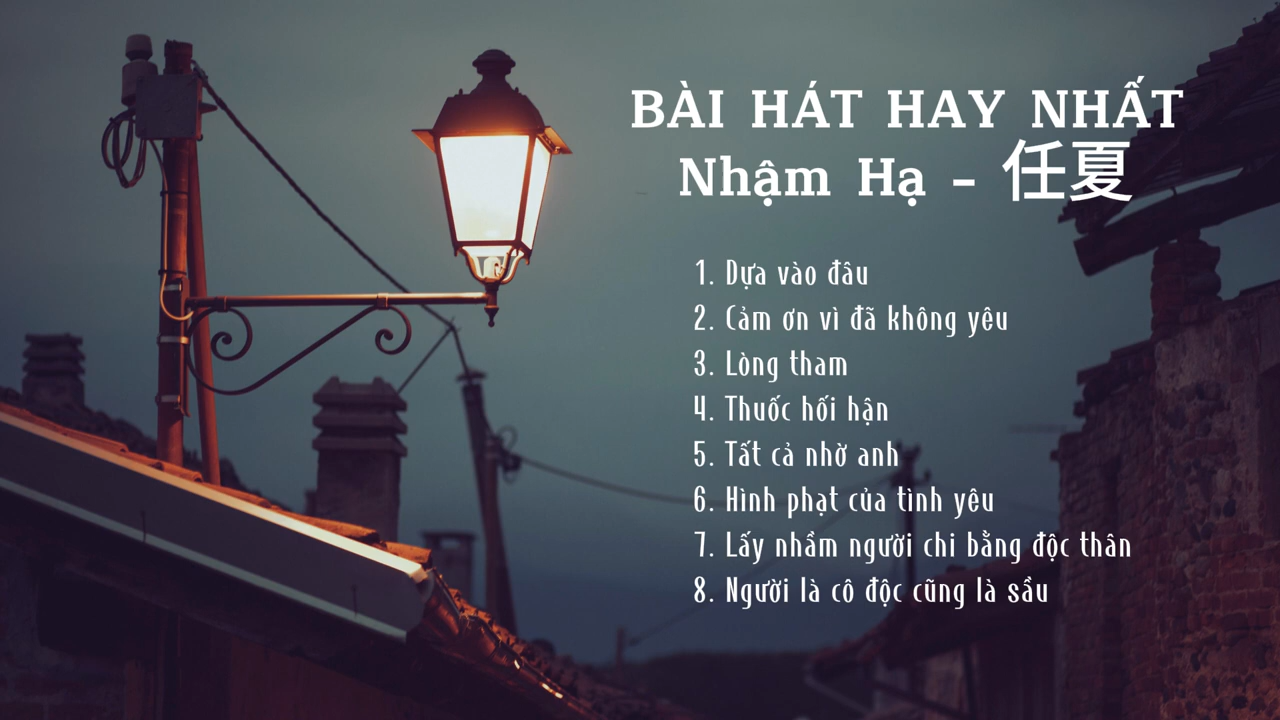 BÀI HÁT HAY NHẤT
Nhậm Hạ - 任夏
1. Dựa vào đâu
2. Cảm ơn vì đã không yêu
3. Lòng tham
4. Thuốc hối hận
5. Tất cả nhờ anh
6. Hình phạt của tình yêu
7. Lấy nhầm người chi bằng độc thân
8. Người là cô độc cũng là sầu